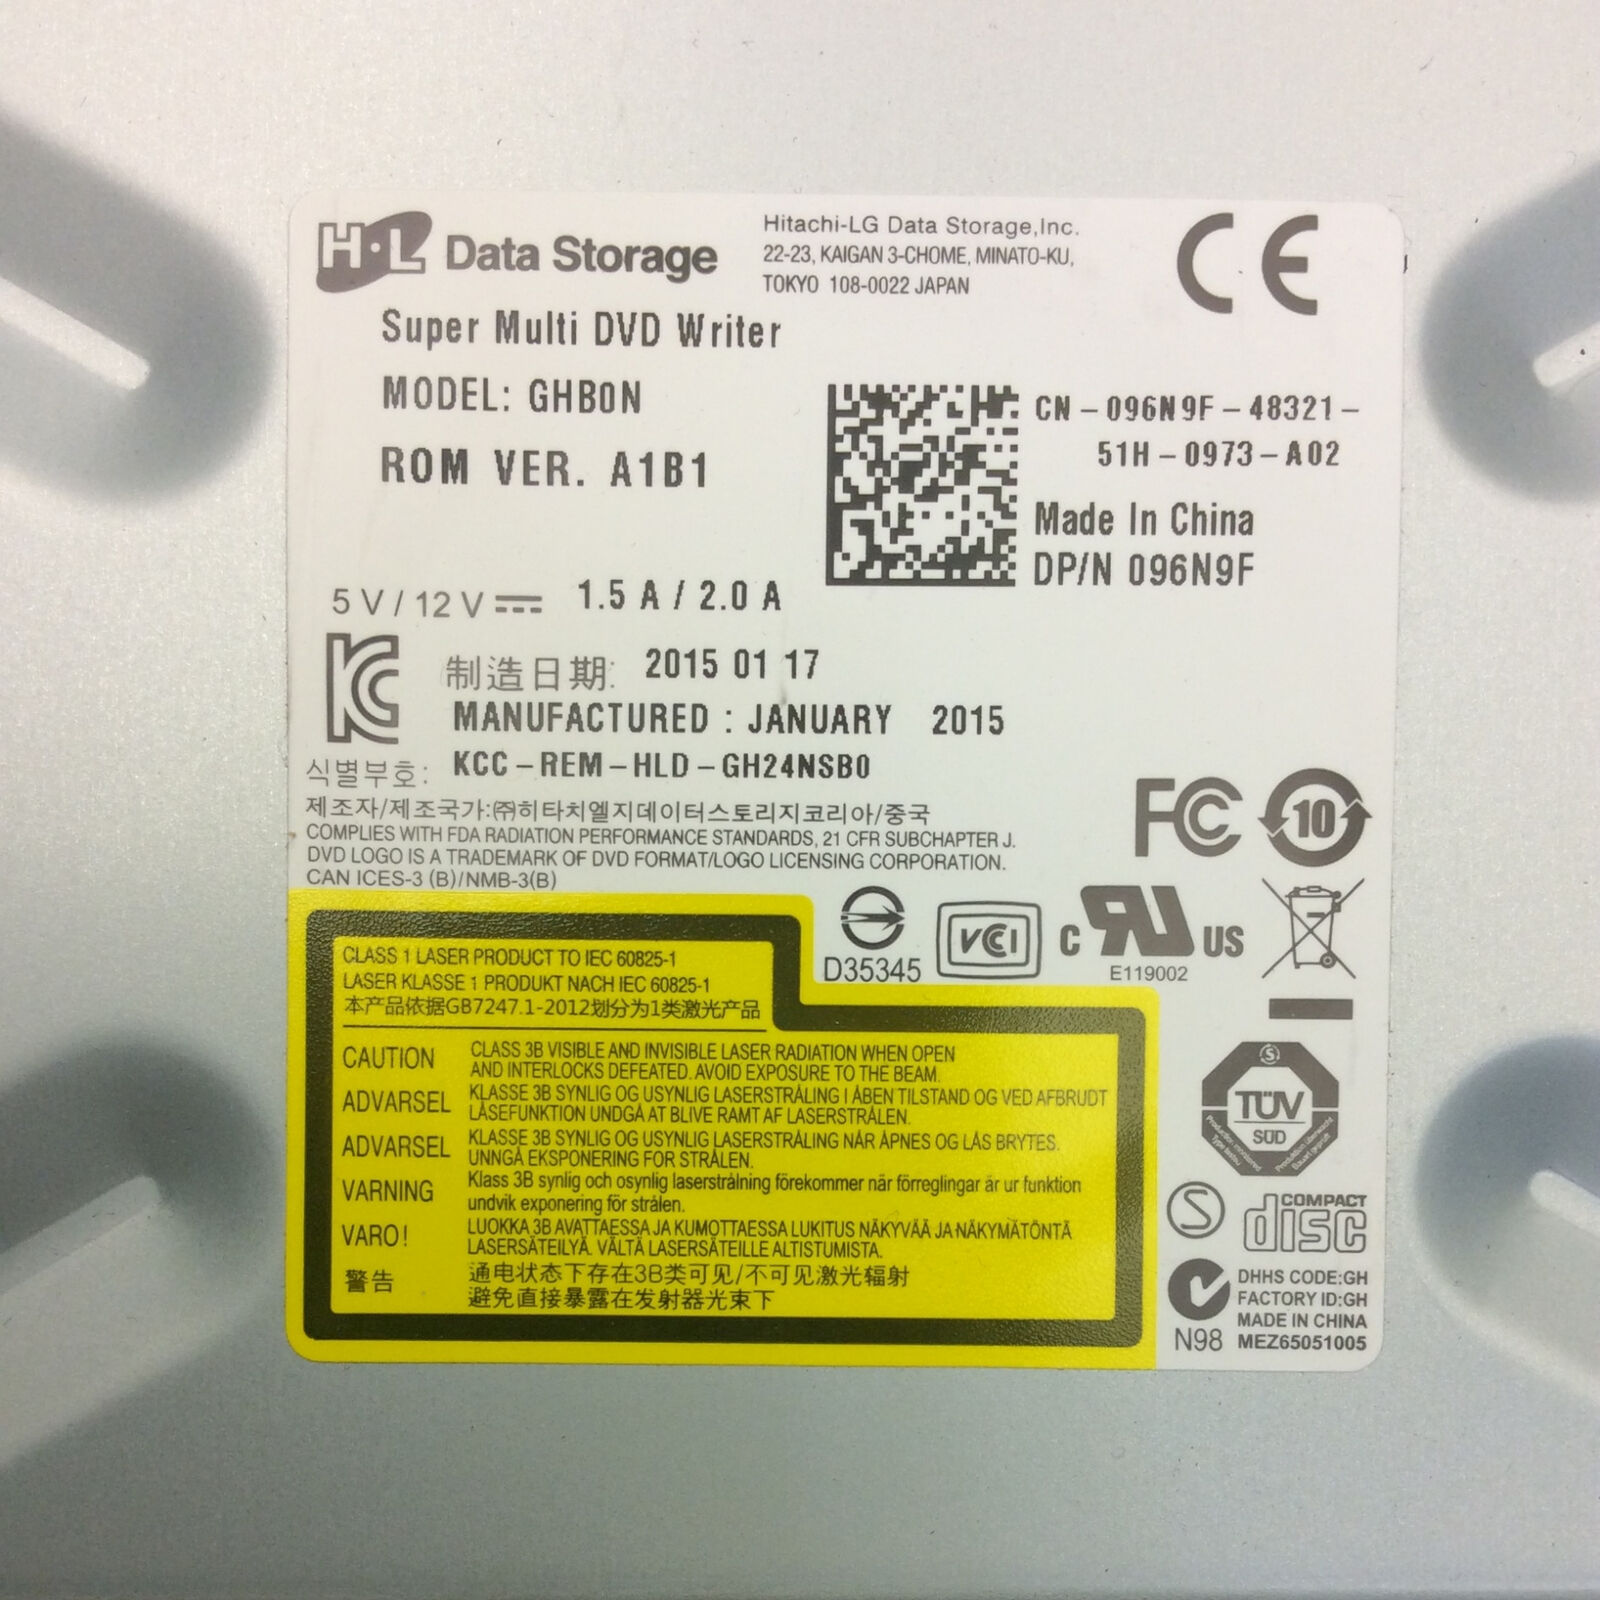 H·L Data Storage
Hitachi-LG Data Storage,Inc.
22-23, KAIGAN 3-CHOME, MINATO-KU,
TOKYO 108-0022 JAPAN
CE
Super Multi DVD Writer
MODEL: GHB0N
ROM VER. A1B1
CN-096N9F-48321-
51H-0973-A02
Made In China
DP/N 096N9F
5 V / 12 V 1.5 A / 2.0 A
制造日期: 2015 01 17
MANUFACTURED : JANUARY 2015
식별부호: KCC-REM-HLD-GH24NSB0
제조자/제조국가:㈜히타치엘지데이터스토리지코리아/중국
COMPLIES WITH FDA RADIATION PERFORMANCE STANDARDS, 21 CFR SUBCHAPTER J.
DVD LOGO IS A TRADEMARK OF DVD FORMAT/LOGO LICENSING CORPORATION.
CAN ICES-3 (B)/NMB-3(B)
FC
10
D35345
VCCI
C RU US
E119002
CLASS 1 LASER PRODUCT TO IEC 60825-1
LASER KLASSE 1 PRODUKT NACH IEC 60825-1
本产品依据GB7247.1-2012划分为1类激光产品
CAUTION CLASS 3B VISIBLE AND INVISIBLE LASER RADIATION WHEN OPEN
AND INTERLOCKS DEFEATED. AVOID EXPOSURE TO THE BEAM.
ADVARSEL KLASSE 3B SYNLIG OG USYNLIG LASERSTRÅLING I ÅBEN TILSTAND OG VED AFBRUDT
LÅSEFUNKTION UNDGÅ AT BLIVE RAMT AF LASERSTRÅLEN.
ADVARSEL KLASSE 3B SYNLIG OG USYNLIG LASERSTRÅLING NÅR ÅPNES OG LÅS BRYTES.
UNNGÅ EKSPONERING FOR STRÅLEN.
VARNING Klass 3B synlig och osynlig laserstrålning förekommer når förreglingar är ur funktion
undvik exponering för strålen.
VARO! LUOKKA 3B AVATTAESSA JA KUMOTTAESSA LUKITUS NÄKYVÄÄ JA NÄKYMÄTÖNTÄ
LASERSÄTEILYÄ. VÄLTÄ LASERSÄTEILLE ALTISTUMISTA.
警告 通电状态下存在3B类可见/不可见激光辐射
避免直接暴露在发射器光束下
TÜV
SÜD
S
COMPACT
disc
N98
DHHS CODE:GH
FACTORY ID:GH
MADE IN CHINA
MEZ65051005